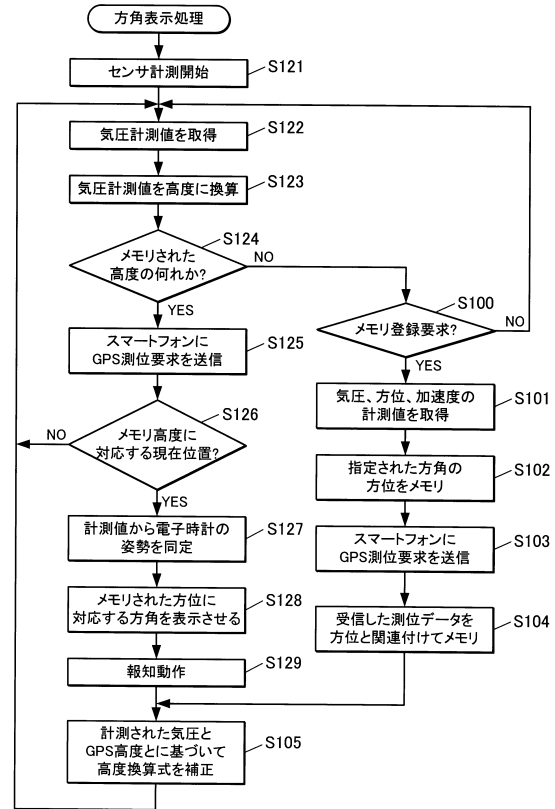 方角表示処理
センサ計測開始
S121
気圧計測値を取得
S122
気圧計測値を高度に換算
S123
メモリされた
高度の何れか?
S124
NO
YES
スマートフォンに
GPS測位要求を送信
S125
メモリ高度に
対応する現在位置?
S126
NO
YES
計測値から電子時計の
姿勢を同定
S127
メモリされた方位に
対応する方角を表示させる
S128
報知動作
S129
メモリ登録要求?
S100
NO
YES
気圧、方位、加速度の
計測値を取得
S101
指定された方角の
方位をメモリ
S102
スマートフォンに
GPS測位要求を送信
S103
受信した測位データを
方位と関連付けてメモリ
S104
計測された気圧と
GPS高度とに基づいて
高度換算式を補正
S105